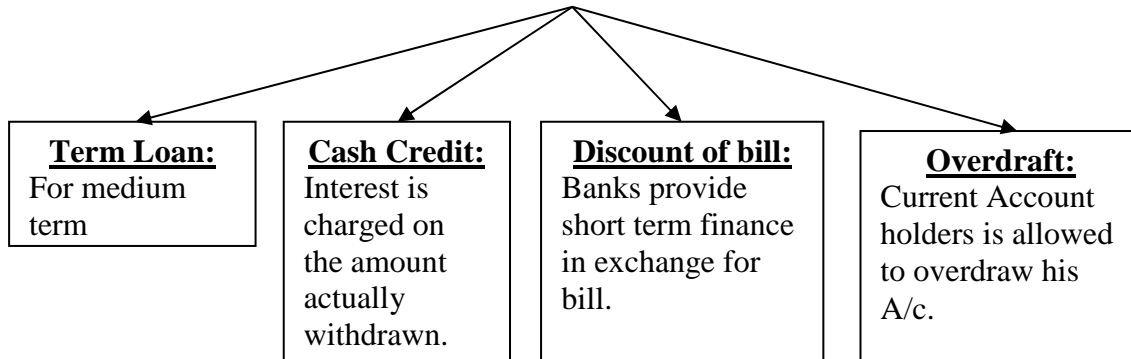 Term Loan:
For medium
term
Cash Credit:
Interest is
charged on
the amount
actually
withdrawn.
Discount of bill:
Banks provide
short term finance
in exchange for
bill.
Overdraft:
Current Account
holders is allowed
to overdraw his
A/c.